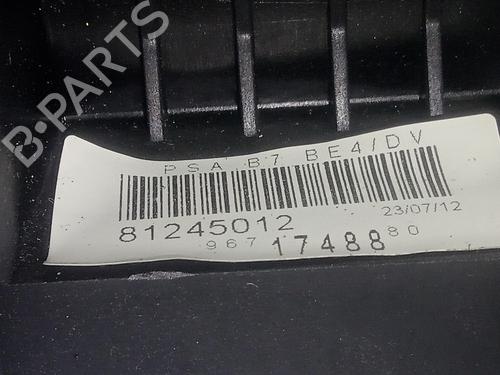 B-PARTS
PSA B7 BE4/DV
81245012
23/07/12
967 17488 80